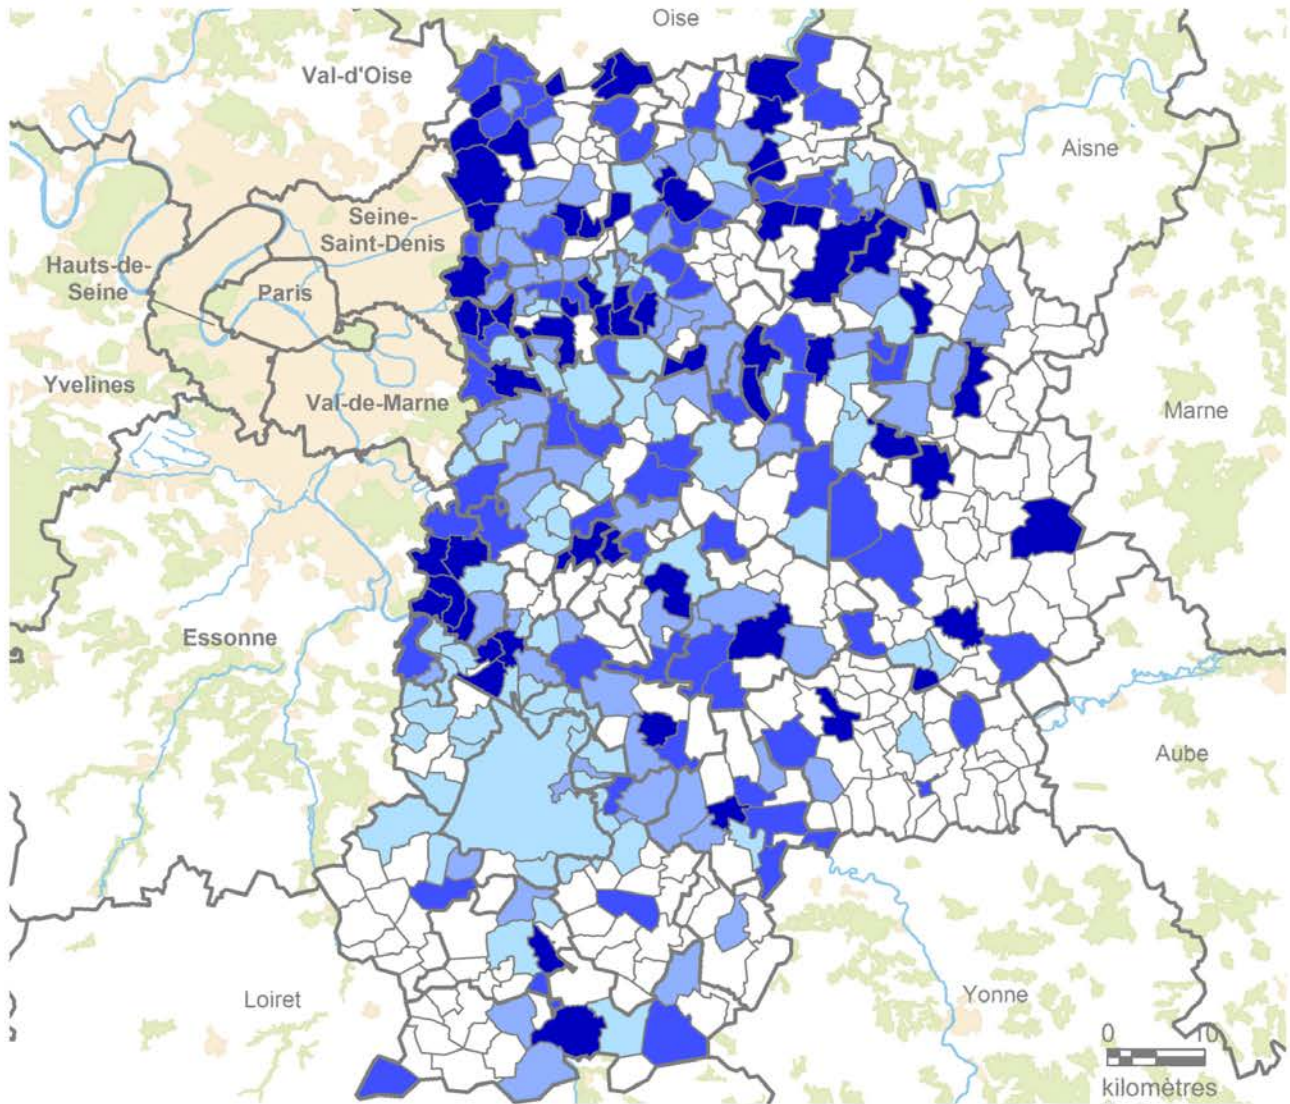 Oise
Val-d'Oise
Aisne
Seine-
Saint-Denis
Hauts-de-
Seine
Paris
Yvelines
Val-de-Marne
Marne
Essonne
Aube
Loiret
Yonne
0 10
kilomètres